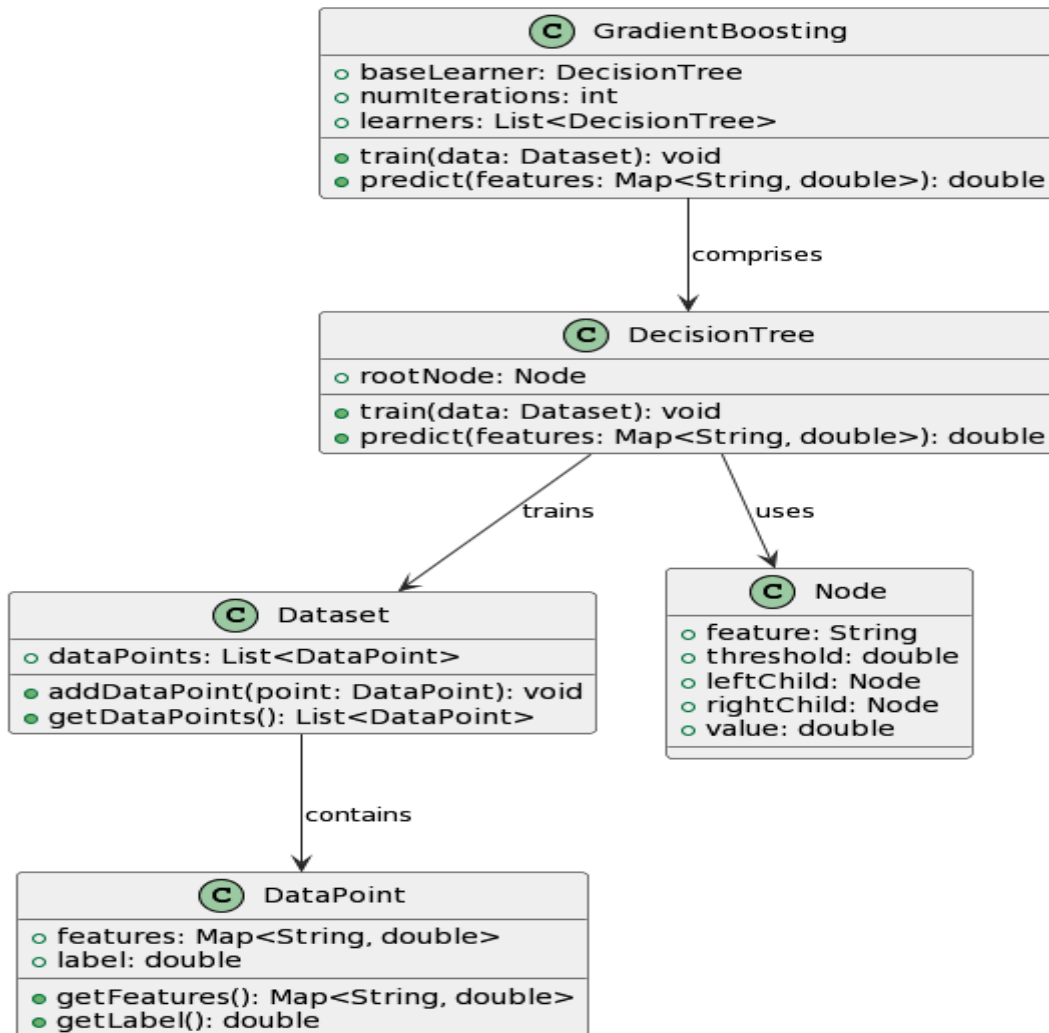 C GradientBoosting
baseLearner: DecisionTree
numIterations: int
learners: List<DecisionTree>
train(data: Dataset): void
predict(features: Map<String, double>): double
comprises
C DecisionTree
rootNode: Node
train(data: Dataset): void
predict(features: Map<String, double>): double
trains
uses
C Dataset
dataPoints: List<DataPoint>
addDataPoint(point: DataPoint): void
getDataPoints(): List<DataPoint>
C Node
feature: String
threshold: double
leftChild: Node
rightChild: Node
value: double
contains
C DataPoint
features: Map<String, double>
label: double
getFeatures(): Map<String, double>
getLabel(): double